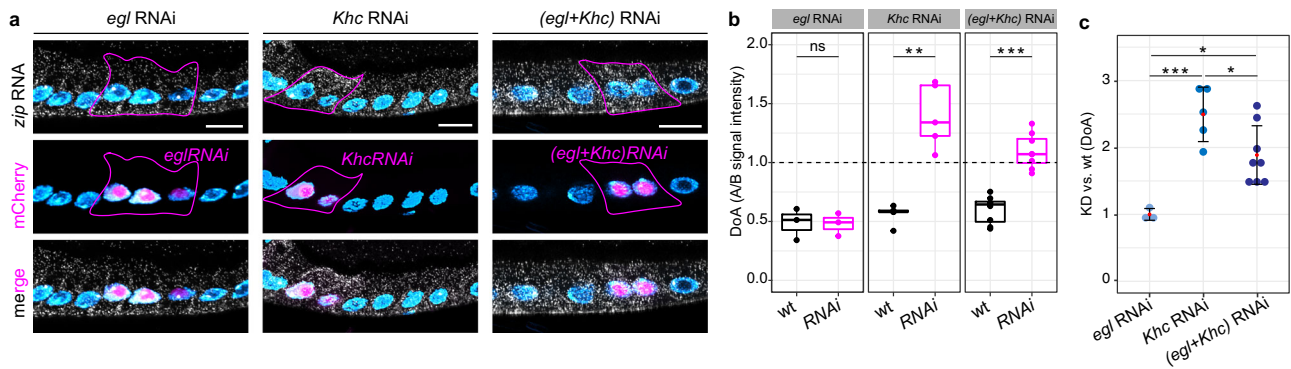 a
egl RNAi
Khc RNAi
(egl+Khc) RNAi
zip RNA
mCherry
eglRNAi
KhcRNAi
(egl+Khc)RNAi
merge
b
egl RNAi
Khc RNAi
(egl+Khc) RNAi
DoA (A/B signal intensity)
2.0
1.5
1.0
0.5
0.0
ns
**
***
wt
RNAi
wt
RNAi
wt
RNAi
c
KD vs. wt (DoA)
3
2
1
0
*
***
*
egl RNAi
Khc RNAi
(egl+Khc) RNAi